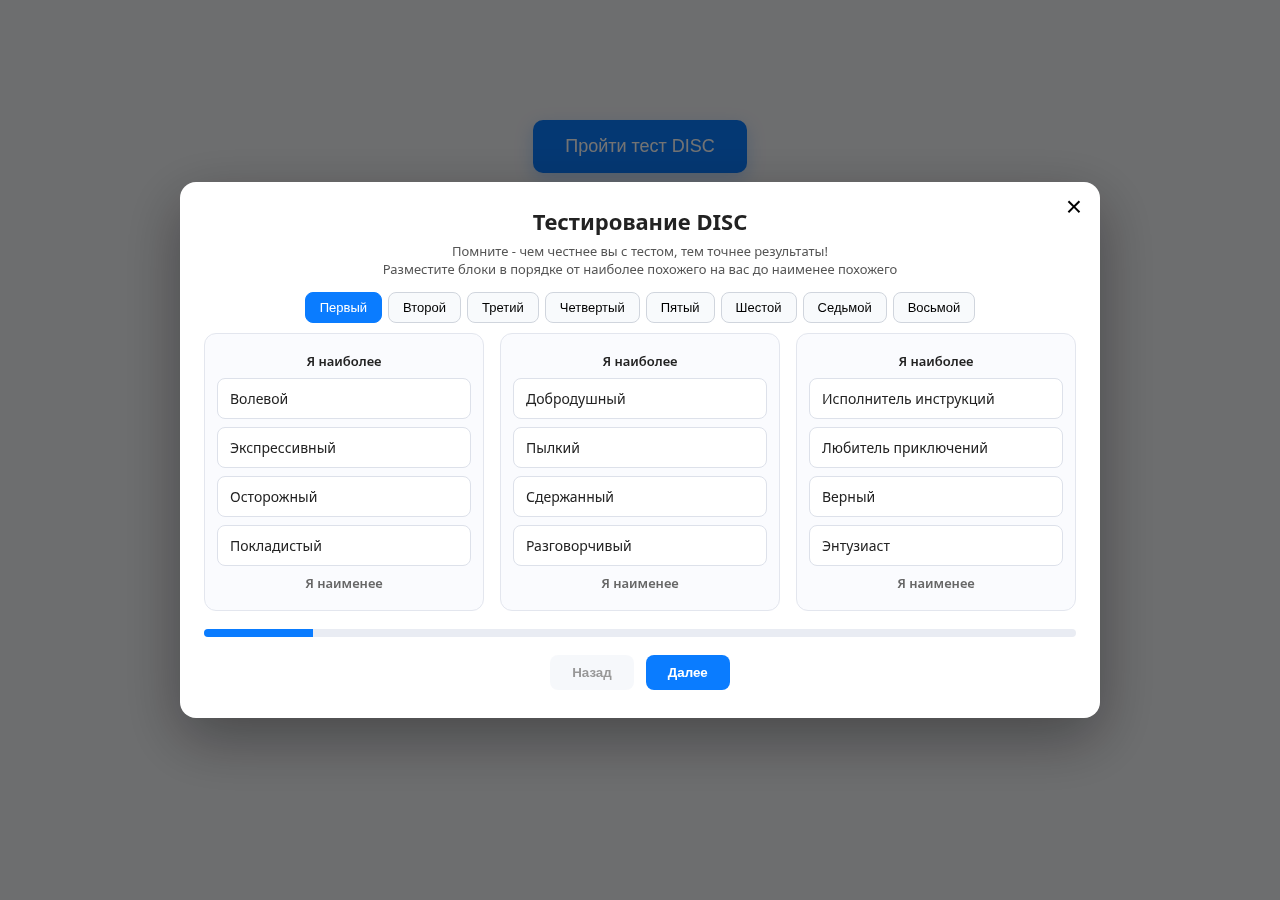 Пройти тест DISC
✕
Тестирование DISC
Помните - чем честнее вы с тестом, тем точнее результаты!
Разместите блоки в порядке от наиболее похожего на вас до наименее похожего
Первый Второй Третий Четвертый Пятый Шестой Седьмой Восьмой
Я наиболее
Волевой
Экспрессивный
Осторожный
Покладистый
Я наименее
Я наиболее
Добродушный
Пылкий
Сдержанный
Разговорчивый
Я наименее
Я наиболее
Исполнитель инструкций
Любитель приключений
Верный
Энтузиаст
Я наименее
Назад Далее